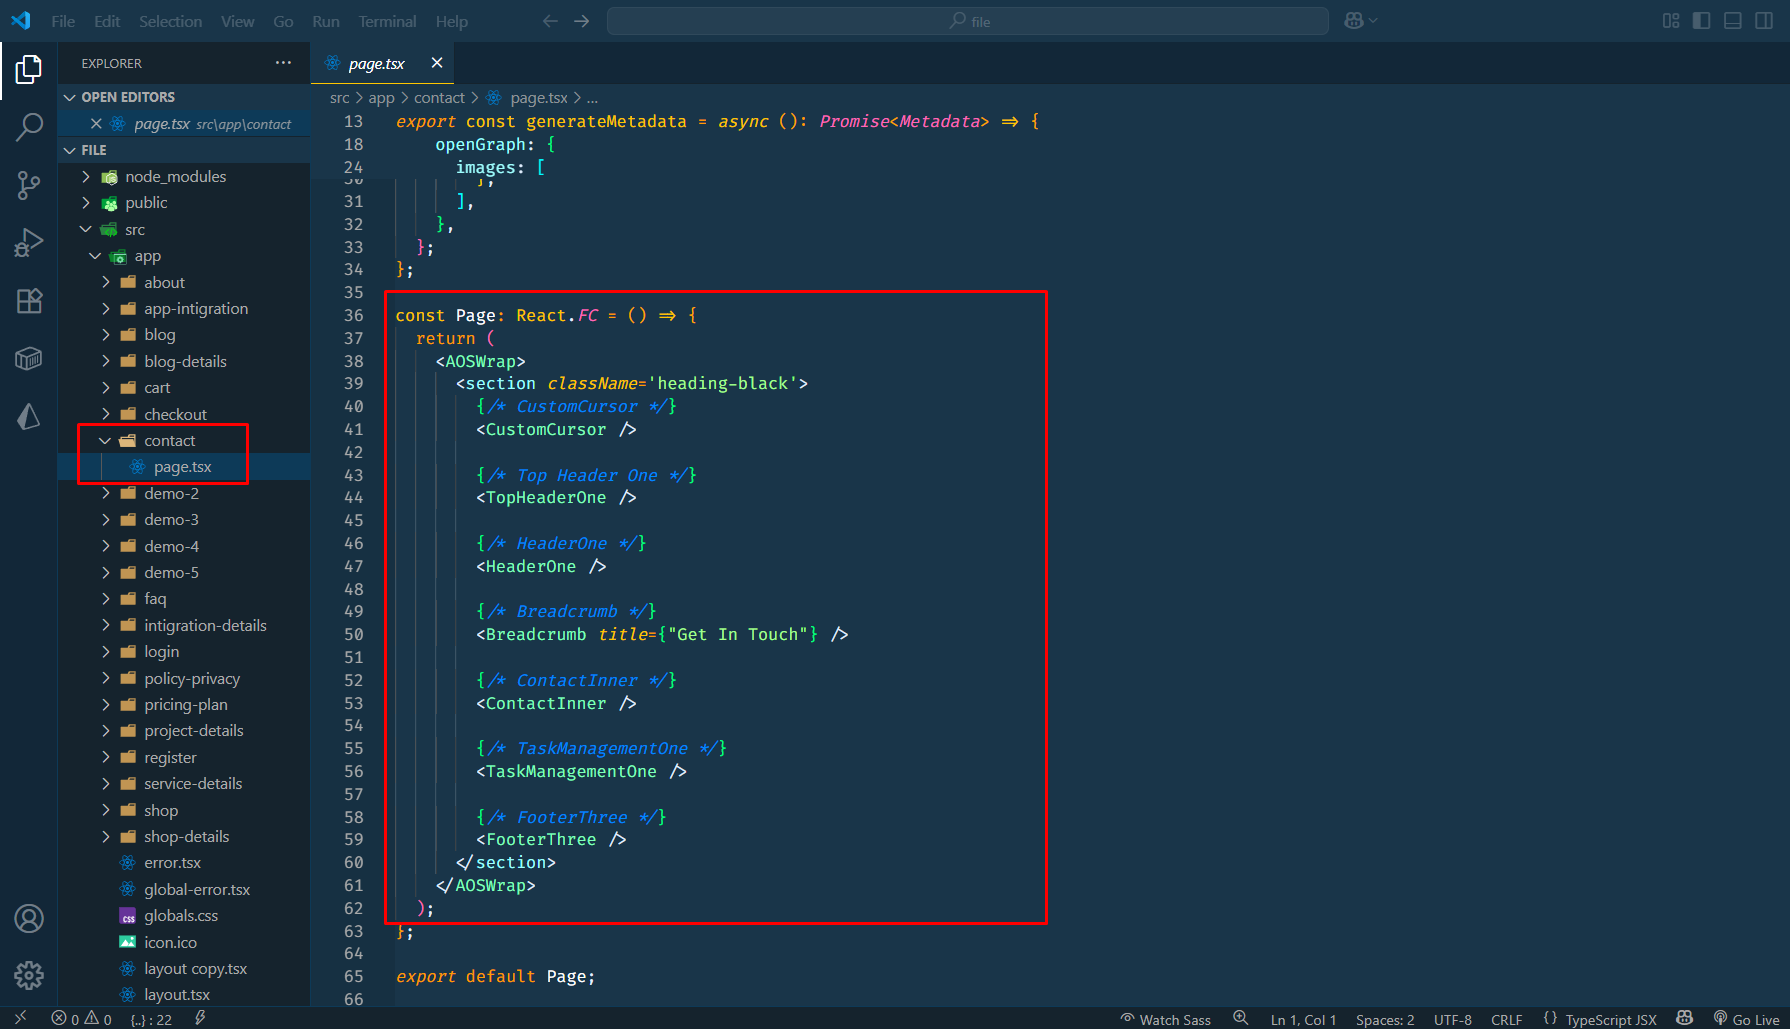 File Edit Selection View Go Run Terminal Help
file
EXPLORER
page.tsx
OPEN EDITORS
page.tsx src\app\contact
FILE
node_modules
public
src
app
about
app-intigration
blog
blog-details
cart
checkout
contact
page.tsx
demo-2
demo-3
demo-4
demo-5
faq
intigration-details
login
policy-privacy
pricing-plan
project-details
register
service-details
shop
shop-details
error.tsx
global-error.tsx
globals.css
icon.ico
layout copy.tsx
layout.tsx
src > app > contact > page.tsx > ...
13 export const generateMetadata = async (): Promise<Metadata> => {
18 openGraph: {
24 images: [
30 },
31 ],
32 },
33 };
34 };
35
36 const Page: React.FC = () => {
37 return (
38 <AOSWrap>
39 <section className='heading-black'>
40 {/* CustomCursor */}
41 <CustomCursor />
42
43 {/* Top Header One */}
44 <TopHeaderOne />
45
46 {/* HeaderOne */}
47 <HeaderOne />
48
49 {/* Breadcrumb */}
50 <Breadcrumb title={"Get In Touch"} />
51
52 {/* ContactInner */}
53 <ContactInner />
54
55 {/* TaskManagementOne */}
56 <TaskManagementOne />
57
58 {/* FooterThree */}
59 <FooterThree />
60 </section>
61 </AOSWrap>
62 );
63 };
64
65 export default Page;
66
0 0 {..} : 22
Watch Sass Ln 1, Col 1 Spaces: 2 UTF-8 CRLF {} TypeScript JSX Go Live